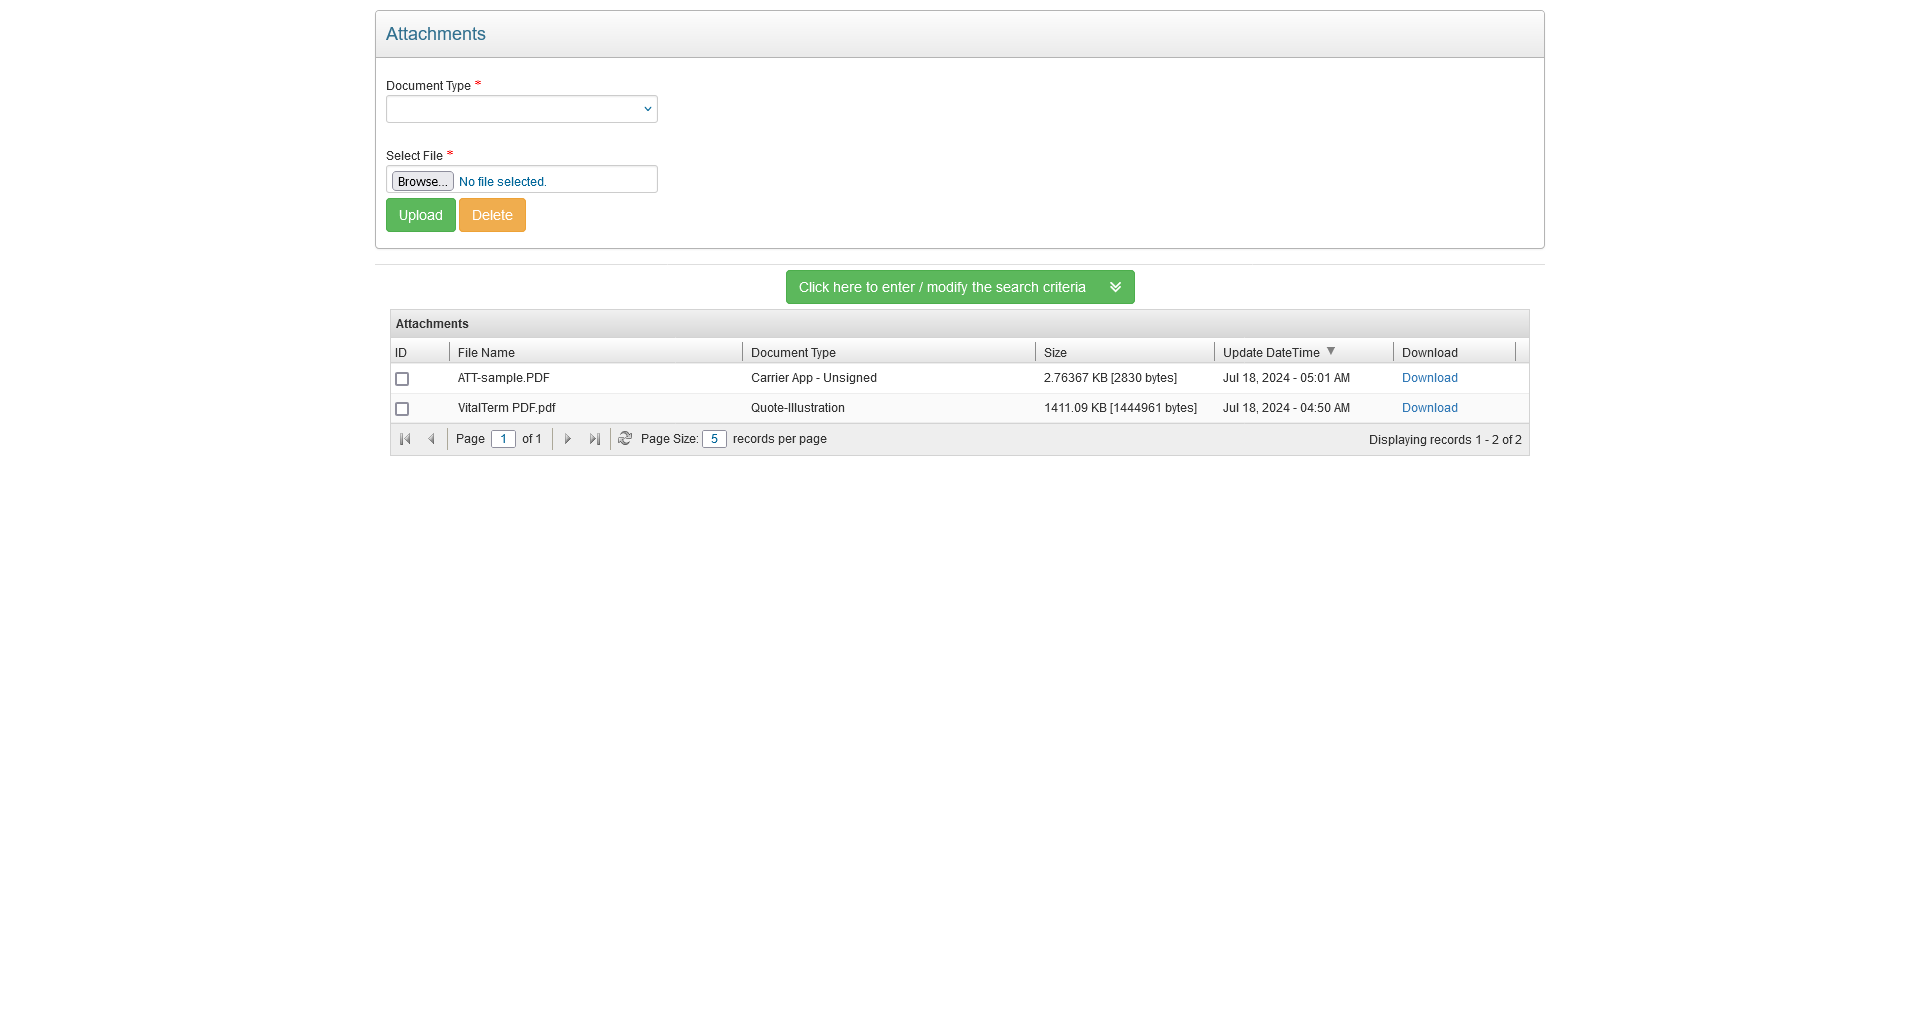 Attachments
Document Type *
Select File *
Browse... No file selected.
Upload Delete
Click here to enter / modify the search criteria
Attachments
ID File Name Document Type Size Update DateTime Download
ATT-sample.PDF Carrier App - Unsigned 2.76367 KB [2830 bytes] Jul 18, 2024 - 05:01 AM Download
VitalTerm PDF.pdf Quote-Illustration 1411.09 KB [1444961 bytes] Jul 18, 2024 - 04:50 AM Download
Page 1 of 1 Page Size: 5 records per page Displaying records 1 - 2 of 2